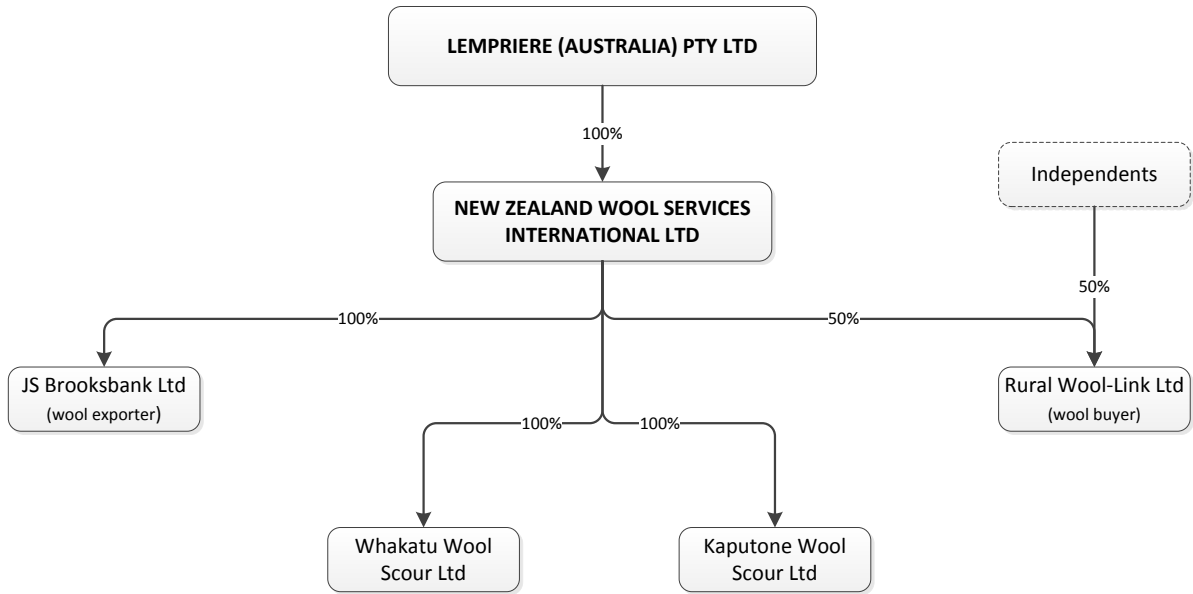 LEMPRIERE (AUSTRALIA) PTY LTD
100%
Independents
NEW ZEALAND WOOL SERVICES
INTERNATIONAL LTD
50%
100%
50%
JS Brooksbank Ltd
(wool exporter)
Rural Wool-Link Ltd
(wool buyer)
100%
100%
Whakatu Wool
Scour Ltd
Kaputone Wool
Scour Ltd